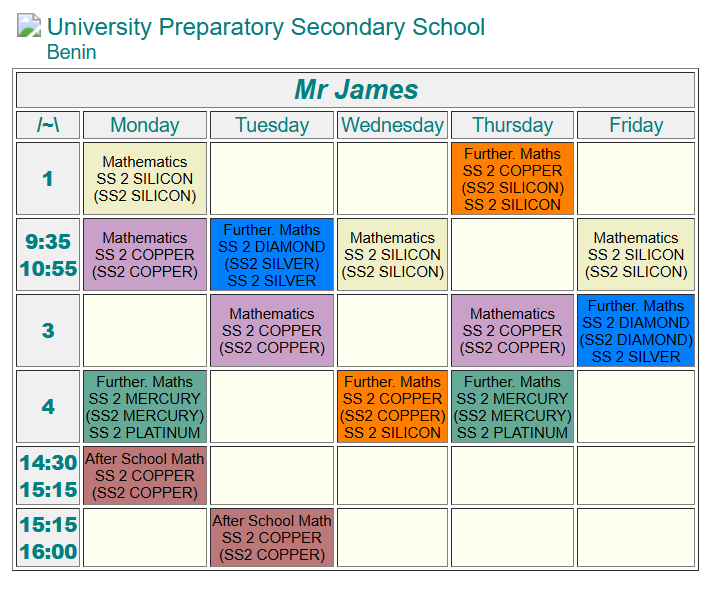 University Preparatory Secondary School
Benin
Mr James
/~\ Monday Tuesday Wednesday Thursday Friday
1
Mathematics
SS 2 SILICON
(SS2 SILICON)
Further. Maths
SS 2 COPPER
(SS2 SILICON)
SS 2 SILICON
9:35
10:55
Mathematics
SS 2 COPPER
(SS2 COPPER)
Further. Maths
SS 2 DIAMOND
(SS2 SILVER)
SS 2 SILVER
Mathematics
SS 2 SILICON
(SS2 SILICON)
Mathematics
SS 2 SILICON
(SS2 SILICON)
3
Mathematics
SS 2 COPPER
(SS2 COPPER)
Mathematics
SS 2 COPPER
(SS2 COPPER)
Further. Maths
SS 2 DIAMOND
(SS2 DIAMOND)
SS 2 SILVER
4
Further. Maths
SS 2 MERCURY
(SS2 MERCURY)
SS 2 PLATINUM
Further. Maths
SS 2 COPPER
(SS2 COPPER)
SS 2 SILICON
Further. Maths
SS 2 MERCURY
(SS2 MERCURY)
SS 2 PLATINUM
14:30
15:15
After School Math
SS 2 COPPER
(SS2 COPPER)
15:15
16:00
After School Math
SS 2 COPPER
(SS2 COPPER)